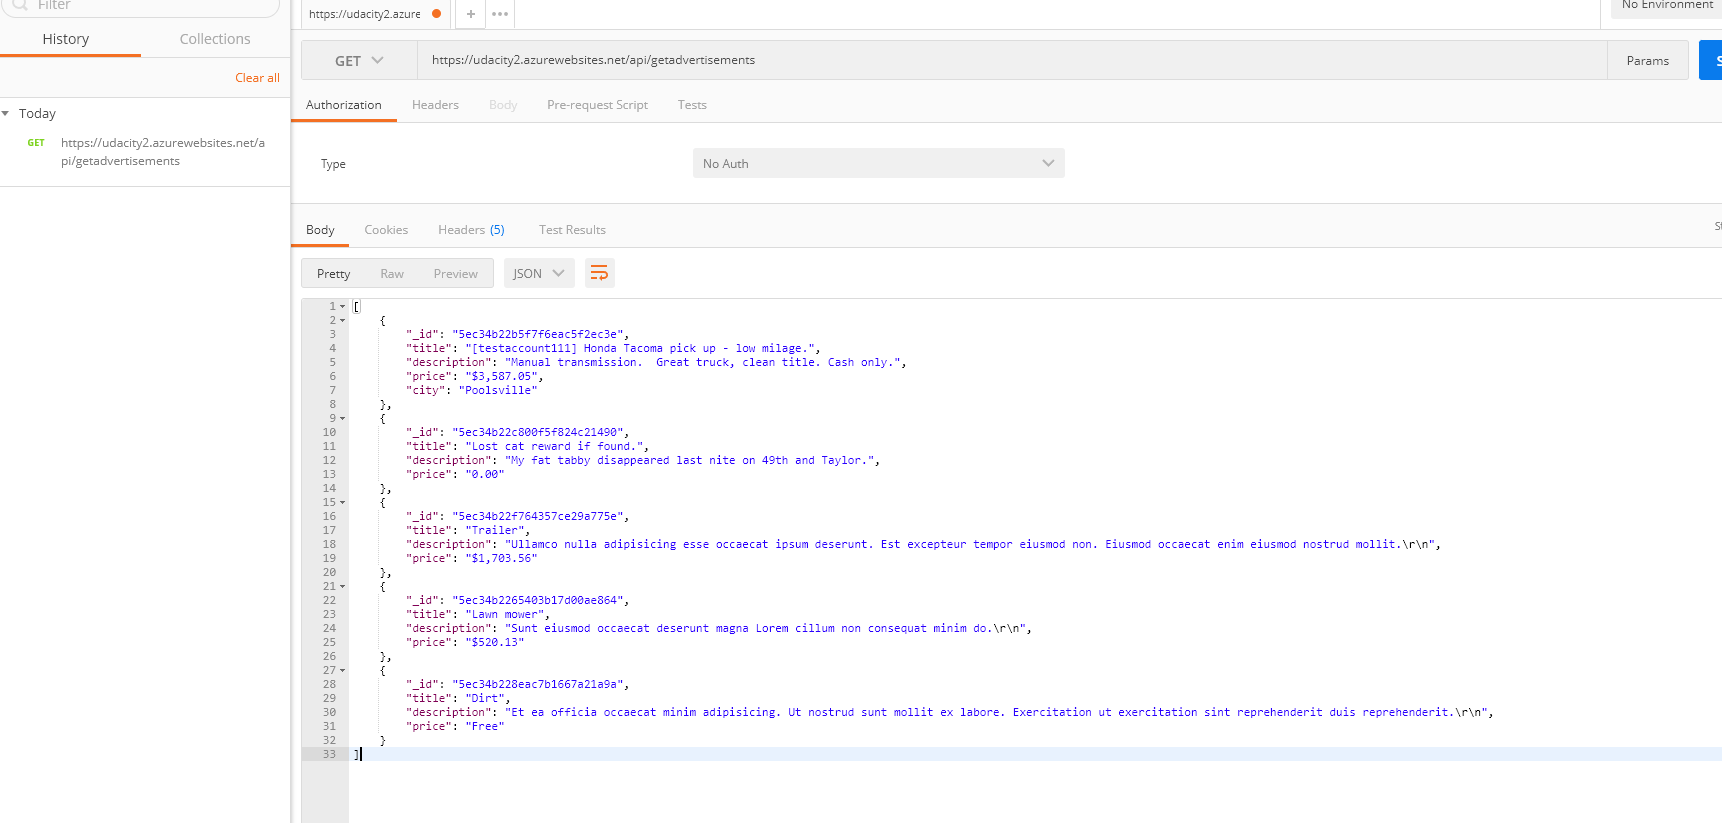 Filter
History
Collections
Clear all
Today
GET
https://udacity2.azurewebsites.net/a
pi/getadvertisements
https://udacity2.azure
+
•••
No Environment
GET
https://udacity2.azurewebsites.net/api/getadvertisements
Params
Authorization
Headers
Body
Pre-request Script
Tests
Type
No Auth
Body
Cookies
Headers (5)
Test Results
Pretty
Raw
Preview
JSON
1 [
2 {
3 "_id": "5ec34b22b5f7f6eac5f2ec3e",
4 "title": "[testaccount111] Honda Tacoma pick up - low milage.",
5 "description": "Manual transmission.  Great truck, clean title. Cash only.",
6 "price": "$3,587.05",
7 "city": "Poolsville"
8 },
9 {
10 "_id": "5ec34b22c800f5f824c21490",
11 "title": "Lost cat reward if found.",
12 "description": "My fat tabby disappeared last nite on 49th and Taylor.",
13 "price": "0.00"
14 },
15 {
16 "_id": "5ec34b22f764357ce29a775e",
17 "title": "Trailer",
18 "description": "Ullamco nulla adipisicing esse occaecat ipsum deserunt. Est excepteur tempor eiusmod non. Eiusmod occaecat enim eiusmod nostrud mollit.\r\n",
19 "price": "$1,703.56"
20 },
21 {
22 "_id": "5ec34b2265403b17d00ae864",
23 "title": "Lawn mower",
24 "description": "Sunt eiusmod occaecat deserunt magna Lorem cillum non consequat minim do.\r\n",
25 "price": "$520.13"
26 },
27 {
28 "_id": "5ec34b228eac7b1667a21a9a",
29 "title": "Dirt",
30 "description": "Et ea officia occaecat minim adipisicing. Ut nostrud sunt mollit ex labore. Exercitation ut exercitation sint reprehenderit duis reprehenderit.\r\n",
31 "price": "Free"
32 }
33 ]